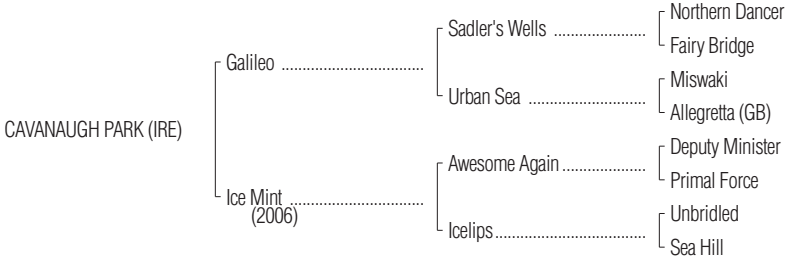 Northern Dancer
Sadler's Wells ........................
Fairy Bridge
Galileo ....................................
Miswaki
Urban Sea ..............................
Allegretta (GB)
CAVANAUGH PARK (IRE)
Deputy Minister
Awesome Again .....................
Primal Force
Ice Mint ..................................
(2006)
Unbridled
Icelips......................................
Sea Hill